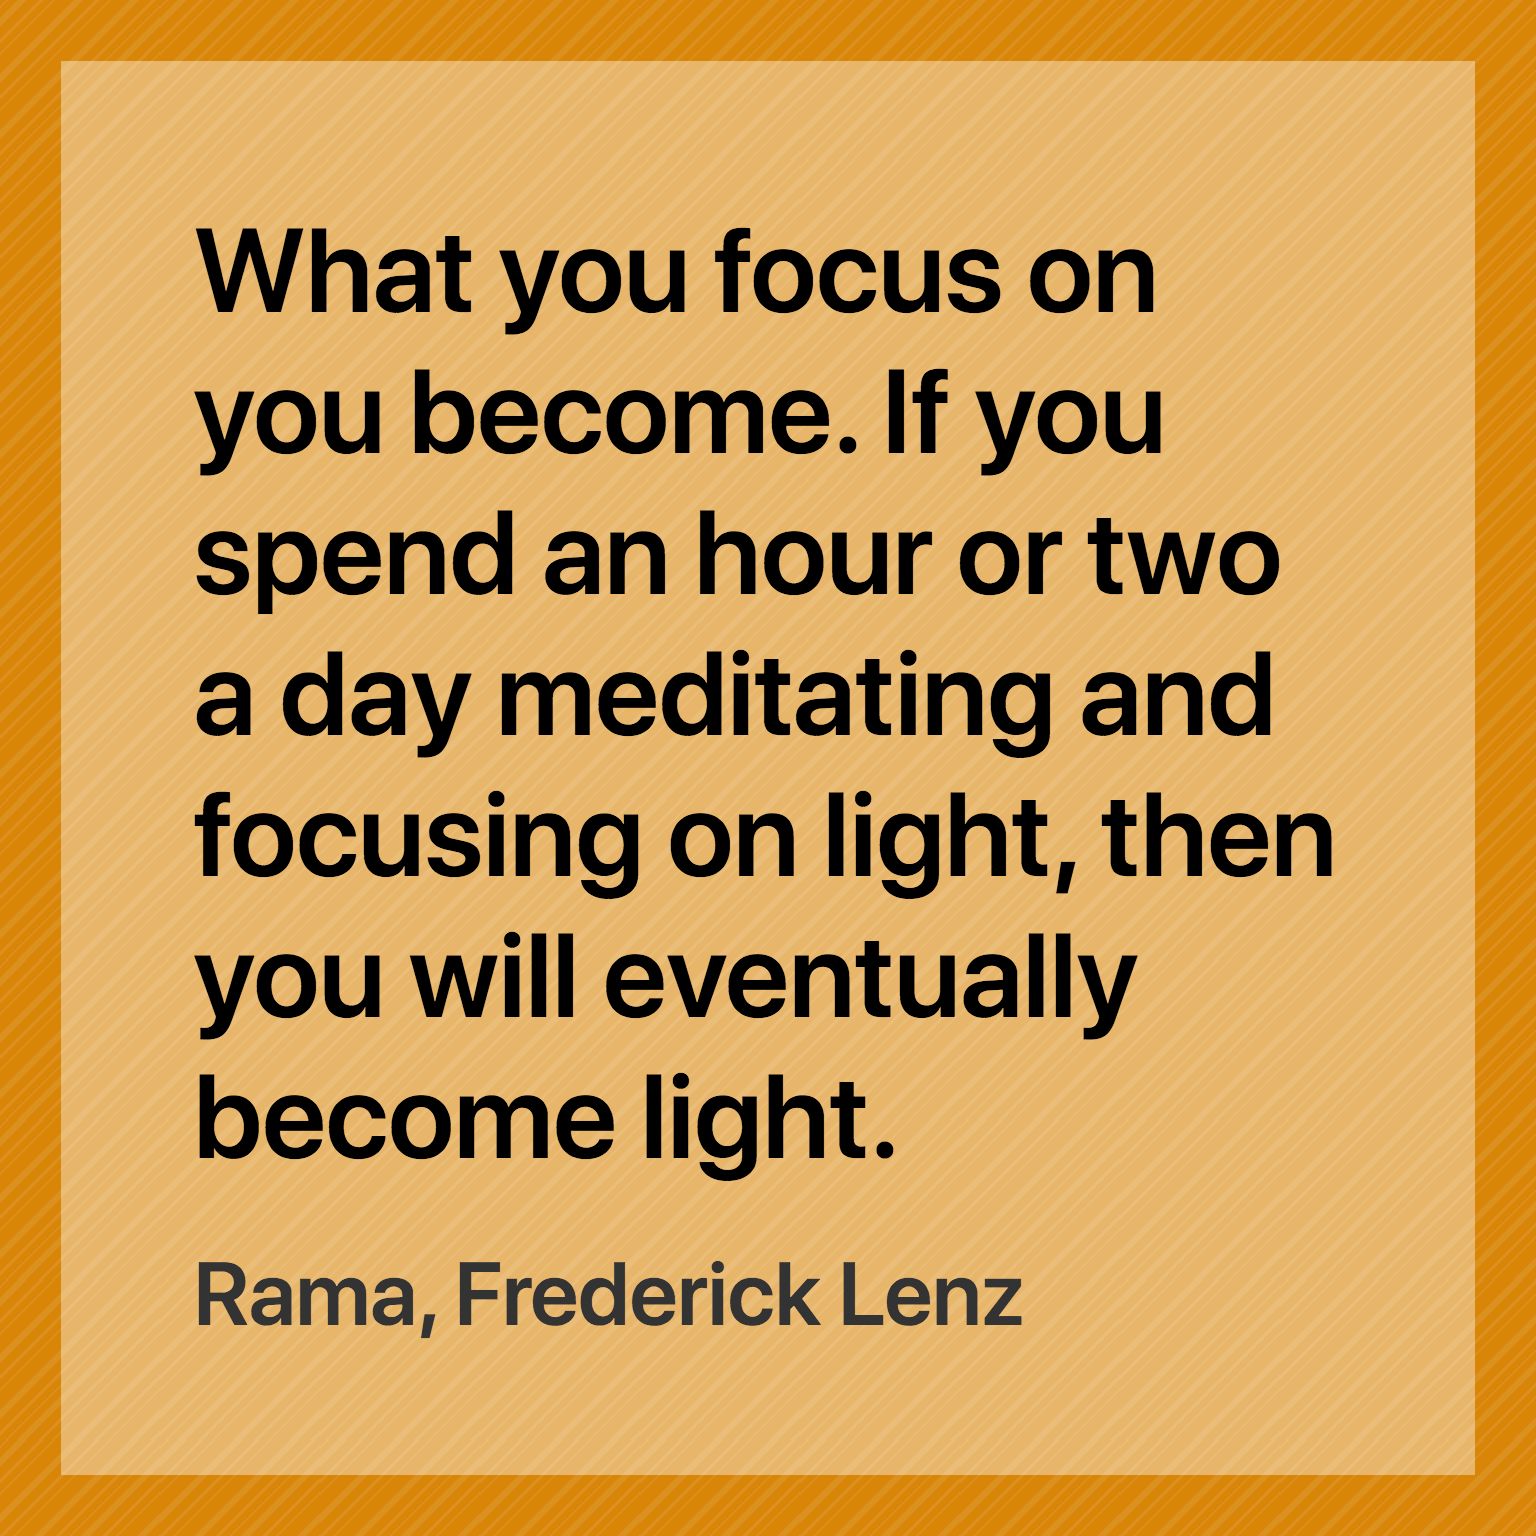 What you focus on
you become. If you
spend an hour or two
a day meditating and
focusing on light, then
you will eventually
become light.
Rama, Frederick Lenz